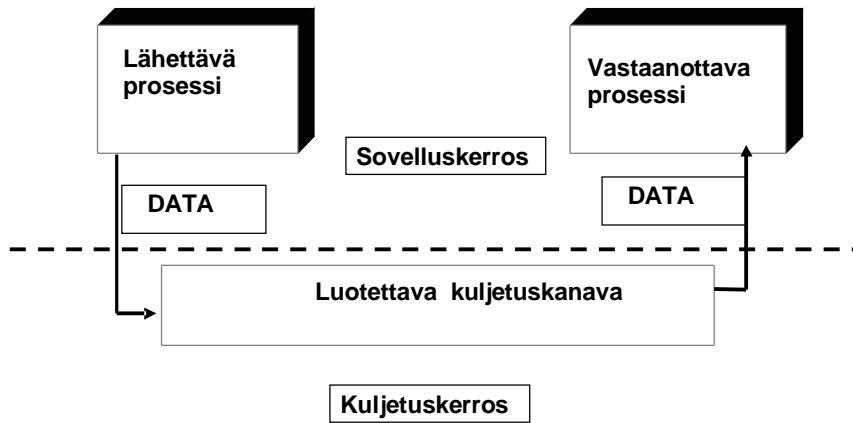 Lähettävä
prosessi
Vastaanottava
prosessi
Sovelluskerros
DATA
DATA
Luotettava kuljetuskanava
Kuljetuskerros